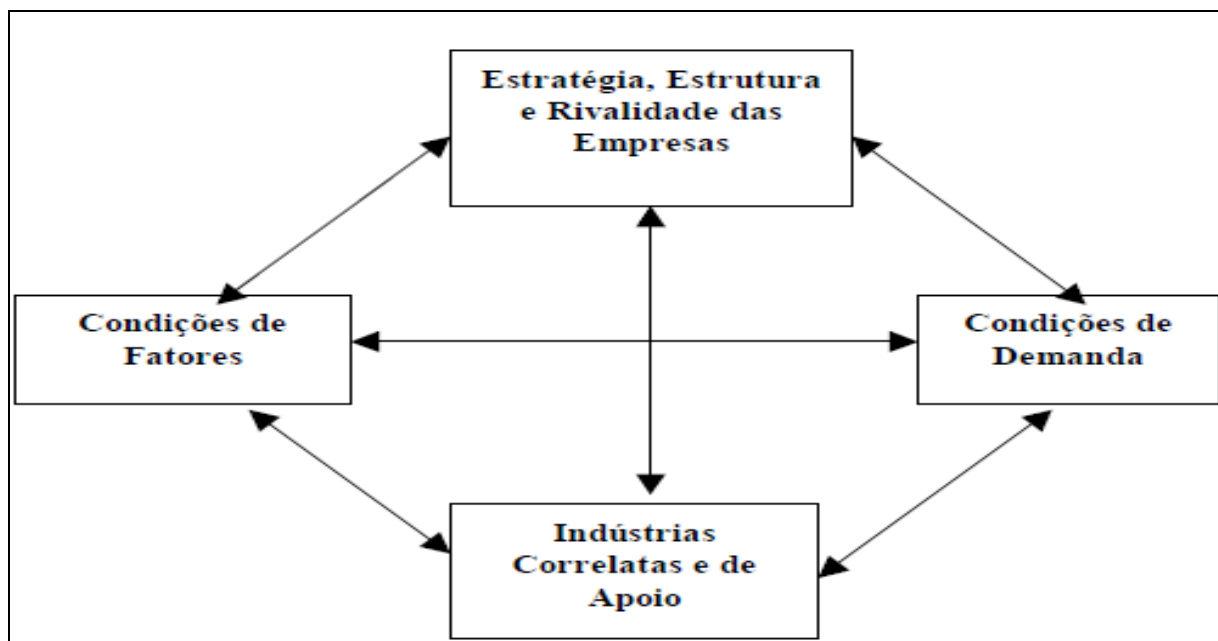 Estratégia, Estrutura
e Rivalidade das
Empresas
Condições de
Fatores
Condições de
Demanda
Indústrias
Correlatas e de
Apoio